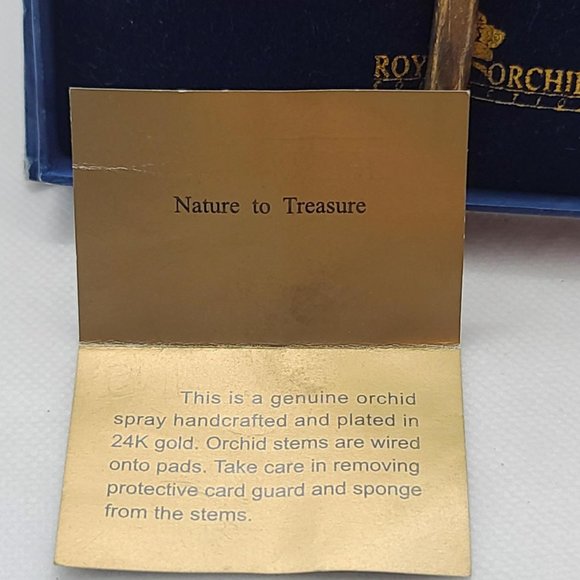 ROY ORCHI
Nature to Treasure
This is a genuine orchid
spray handcrafted and plated in
24K gold. Orchid stems are wired
onto pads. Take care in removing
protective card guard and sponge
from the stems.